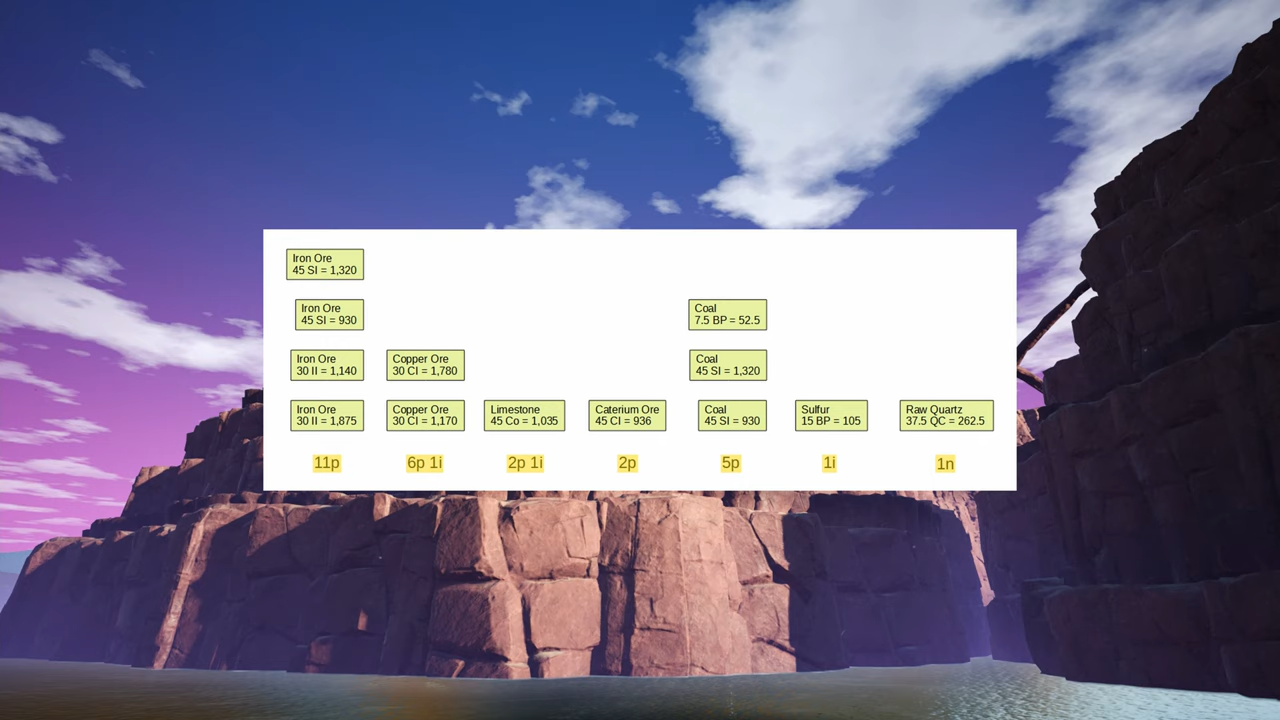 Iron Ore
45 SI = 1,320
Iron Ore
45 SI = 930
Coal
7.5 BP = 52.5
Iron Ore
30 II = 1,140
Copper Ore
30 CI = 1,780
Coal
45 SI = 1,320
Iron Ore
30 II = 1,875
Copper Ore
30 CI = 1,170
Limestone
45 Co = 1,035
Caterium Ore
45 CI = 936
Coal
45 SI = 930
Sulfur
15 BP = 105
Raw Quartz
37.5 QC = 262.5
11p
6p 1i
2p 1i
2p
5p
1i
1n